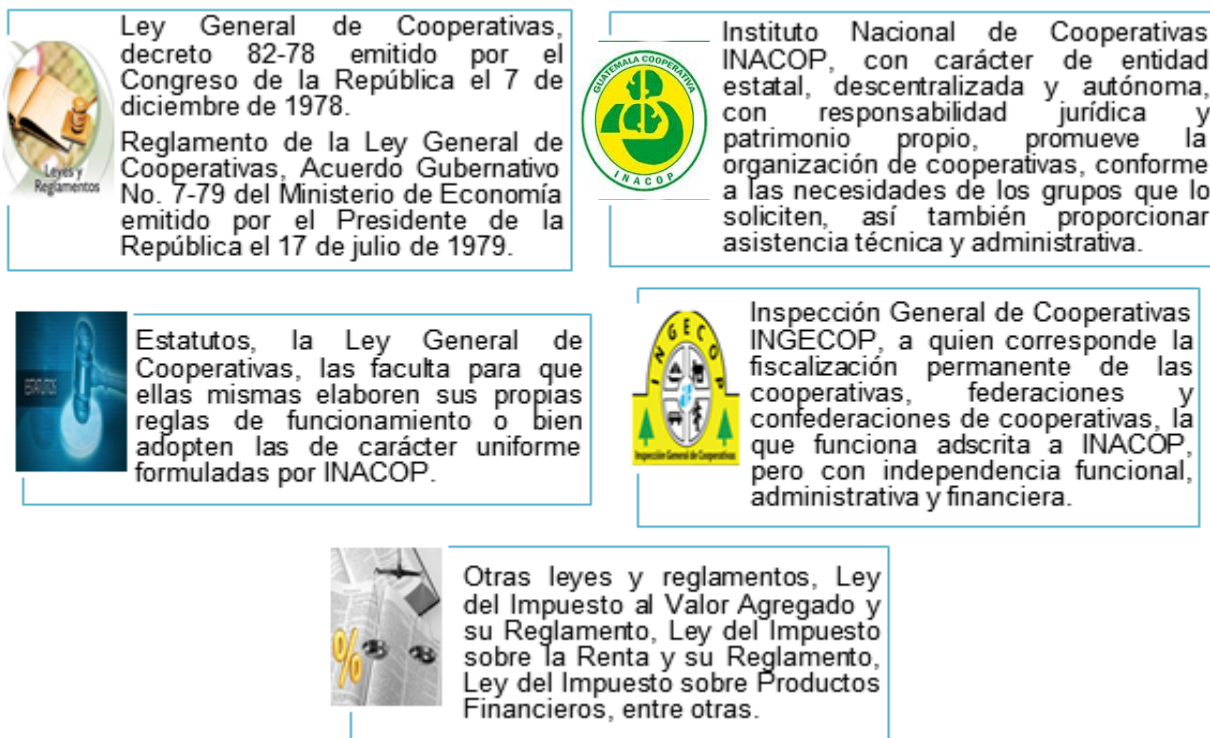 Ley General de Cooperativas,
decreto 82-78 emitido por el
Congreso de la República el 7 de
diciembre de 1978.
Reglamento de la Ley General de
Cooperativas, Acuerdo Gubernativo
No. 7-79 del Ministerio de Economía
emitido por el Presidente de la
República el 17 de julio de 1979.
Leyes y
Reglamentos
Instituto Nacional de Cooperativas
INACOP, con carácter de entidad
estatal, descentralizada y autónoma,
con responsabilidad jurídica y
patrimonio propio, promueve la
organización de cooperativas, conforme
a las necesidades de los grupos que lo
soliciten, así también proporcionar
asistencia técnica y administrativa.
GUATEMALA COOPERATIVA
INACOP
Estatutos, la Ley General de
Cooperativas, las faculta para que
ellas mismas elaboren sus propias
reglas de funcionamiento o bien
adopten las de carácter uniforme
formuladas por INACOP.
ESTATUTOS
Inspección General de Cooperativas
INGECOP, a quien corresponde la
fiscalización permanente de las
cooperativas, federaciones y
confederaciones de cooperativas, la
que funciona adscrita a INACOP,
pero con independencia funcional,
administrativa y financiera.
INGECOP
Inspección General de Cooperativas
Otras leyes y reglamentos, Ley
del Impuesto al Valor Agregado y
su Reglamento, Ley del Impuesto
sobre la Renta y su Reglamento,
Ley del Impuesto sobre Productos
Financieros, entre otras.
%